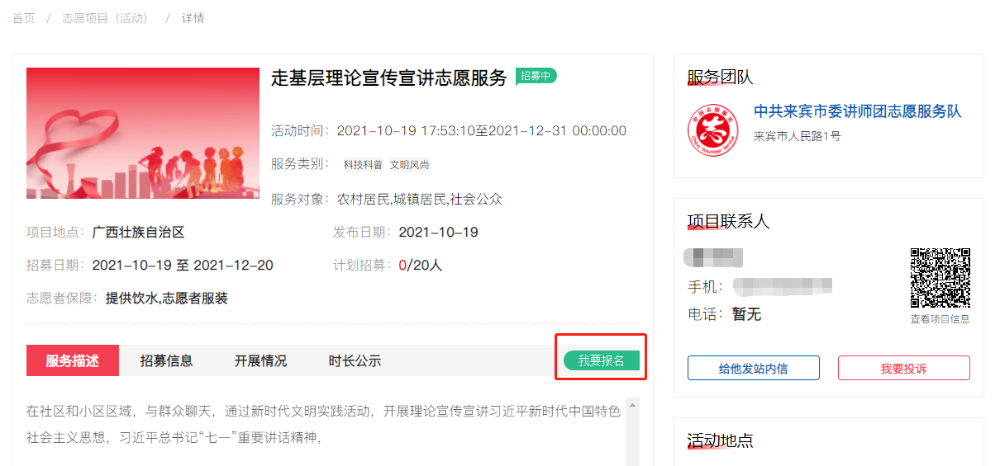 首页 / 志愿项目（活动） / 详情
走基层理论宣传宣讲志愿服务 招募中
活动时间： 2021-10-19 17:53:10至2021-12-31 00:00:00
服务类别： 科技科普 文明风尚
服务对象： 农村居民,城镇居民,社会公众
项目地点： 广西壮族自治区 发布日期： 2021-10-19
招募日期： 2021-10-19 至 2021-12-20 计划招募： 0/20人
志愿者保障： 提供饮水,志愿者服装
服务描述 招募信息 开展情况 时长公示 我要报名
在社区和小区区域，与群众聊天，通过新时代文明实践活动，开展理论宣传宣讲习近平新时代中国特色
社会主义思想，习近平总书记“七一”重要讲话精神，
服务团队
中国志愿服务
China Volunteer Service
中共来宾市委讲师团志愿服务队
来宾市人民路1号
项目联系人
手机：
电话： 暂无
查看项目信息
给他发站内信 我要投诉
活动地点